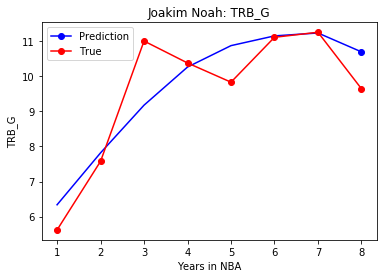 Joakim Noah: TRB_G
Prediction
True
TRB_G
11
10
9
8
7
6
1 2 3 4 5 6 7 8
Years in NBA